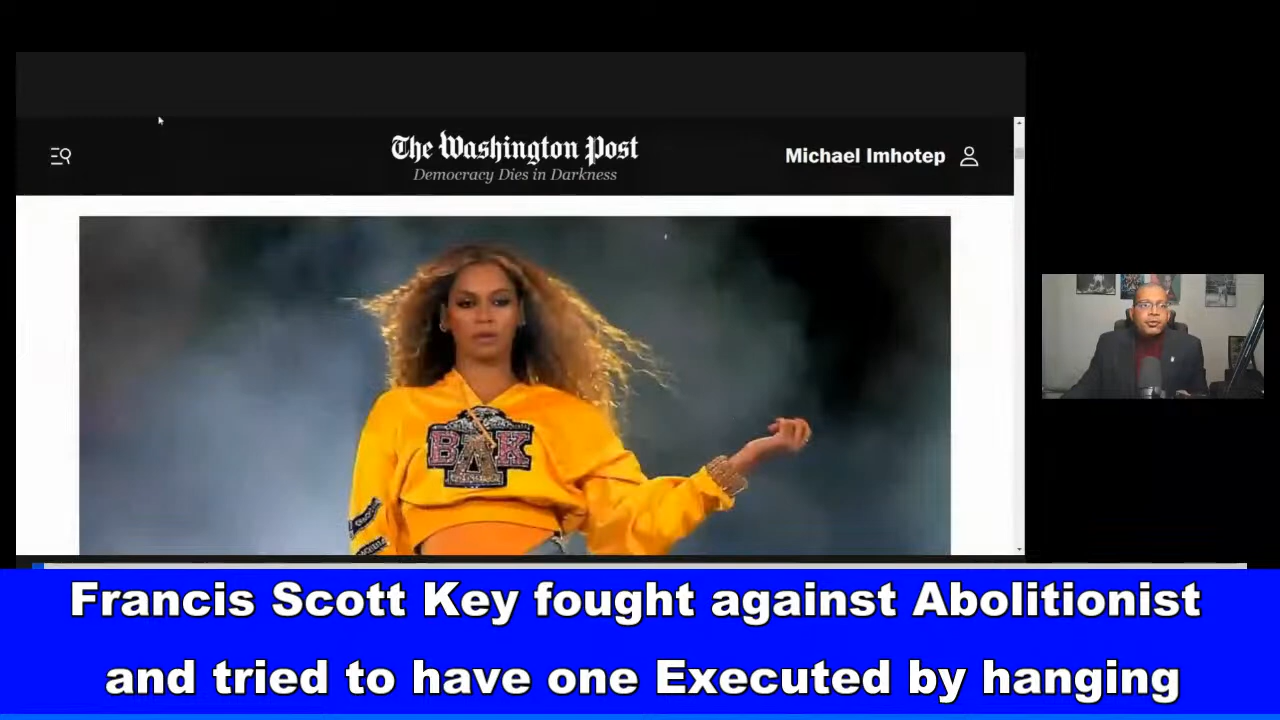 The Washington Post
Democracy Dies in Darkness
Michael Imhotep
BAK
Francis Scott Key fought against Abolitionist
and tried to have one Executed by hanging